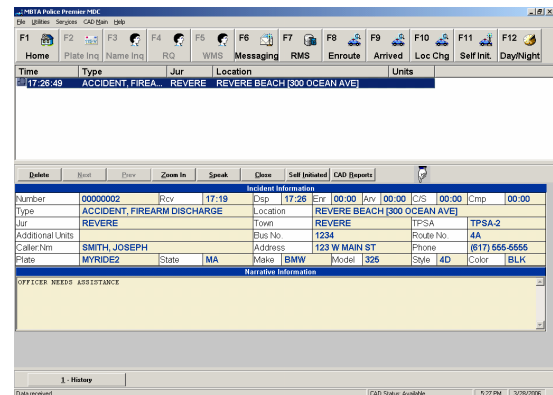 MBTA Police Premier MDC
File Utilities Services CAD Main Help
F1 F2 F3 F4 F5 F6 F7 F8 F9 F10 F11 F12
Home Plate Inq Name Inq RQ WMS Messaging RMS Enroute Arrived Loc Chg Self Init. Day/Night
Time Type Jur Location Units
17:26:49 ACCIDENT, FIREA... REVERE REVERE BEACH [300 OCEAN AVE]
Delete Next Prev Zoom In Speak Close Self Initiated CAD Reports
Incident Information
Number 00000002 Rcv 17:19 Dsp 17:26 Enr 00:00 Arv 00:00 C/S 00:00 Cmp 00:00
Type ACCIDENT, FIREARM DISCHARGE Location REVERE BEACH [300 OCEAN AVE]
Jur REVERE Town REVERE TPSA TPSA-2
Additional Units Bus No. 1234 Route No. 4A
Caller:Nm SMITH, JOSEPH Address 123 W MAIN ST Phone (617) 555-5555
Plate MYRIDE2 State MA Make BMW Model 325 Style 4D Color BLK
Narrative Information
OFFICER NEEDS ASSISTANCE
1 - History
Data received CAD Status: Available 5:27 PM 3/28/2006